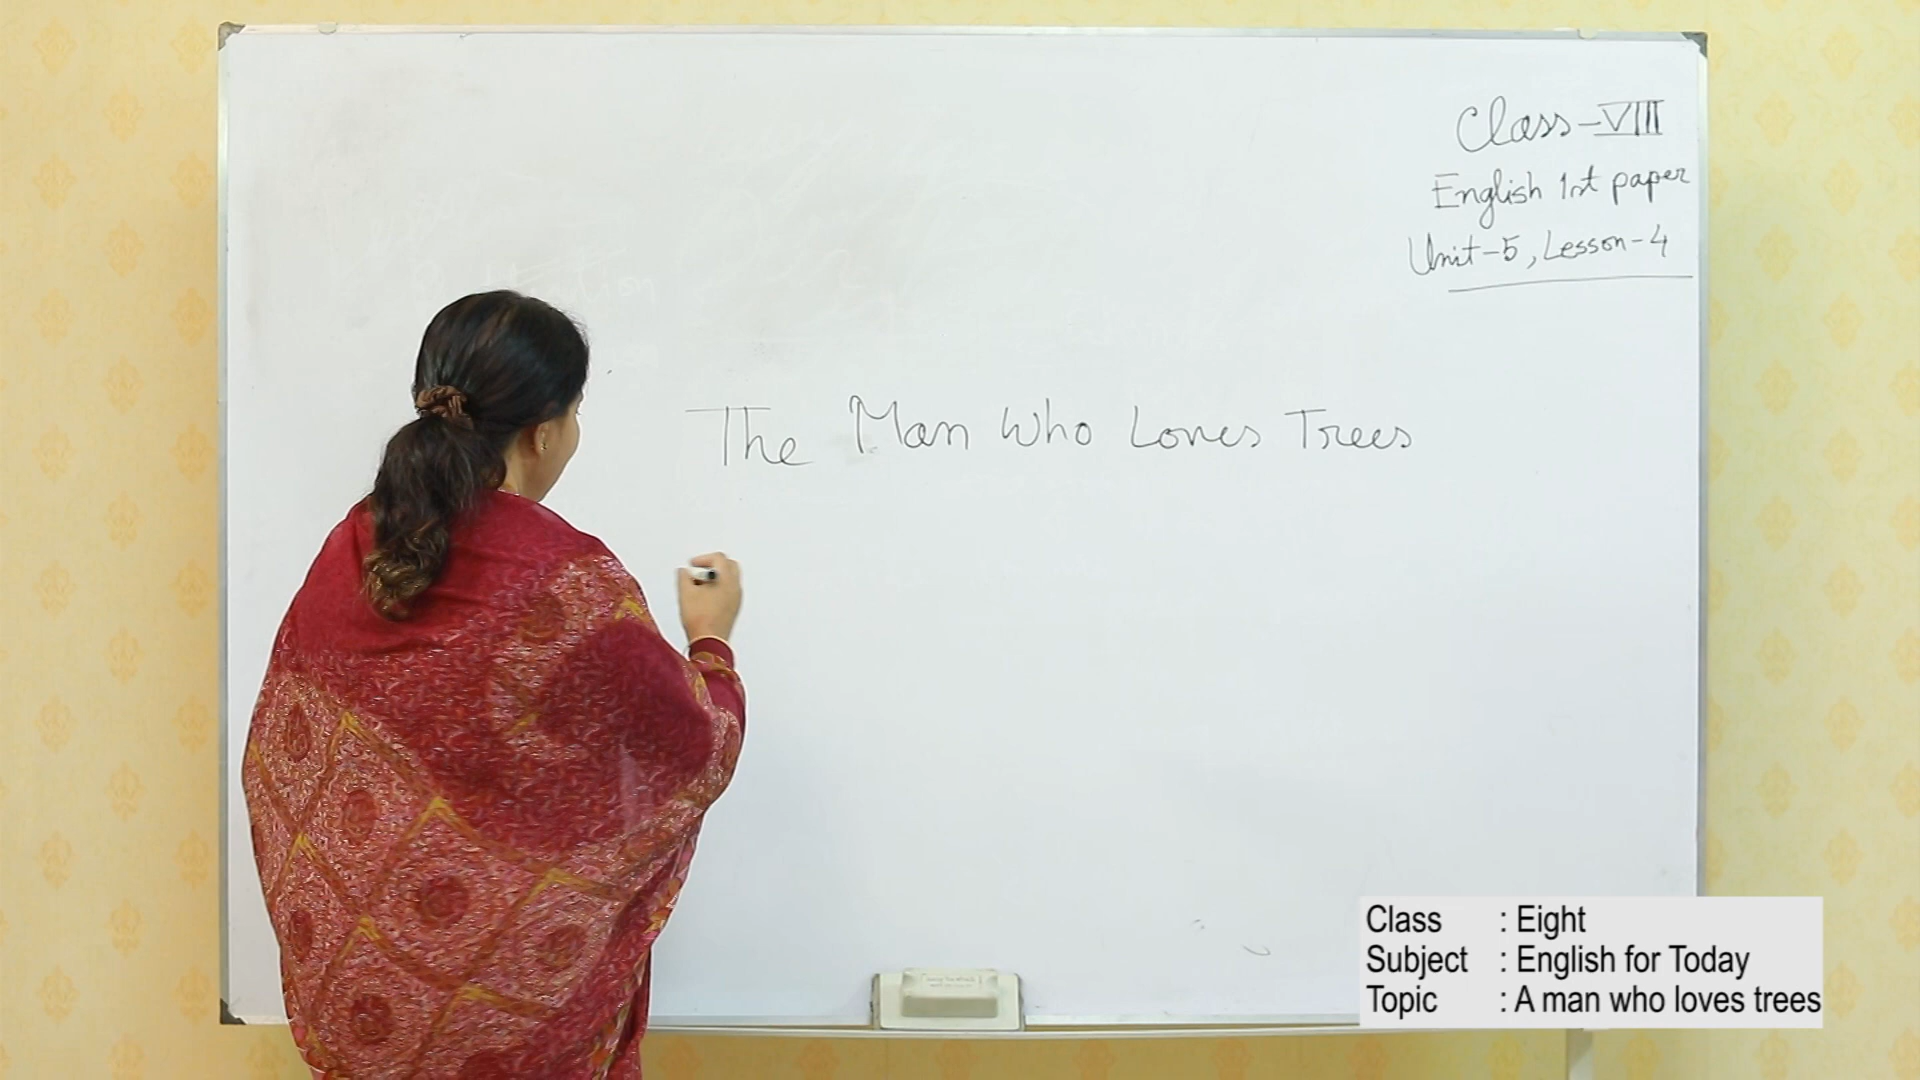 Class-VIII
English 1st paper
Unit-5, Lesson-4
The Man Who Loves Trees
Class : Eight
Subject : English for Today
Topic : A man who loves trees